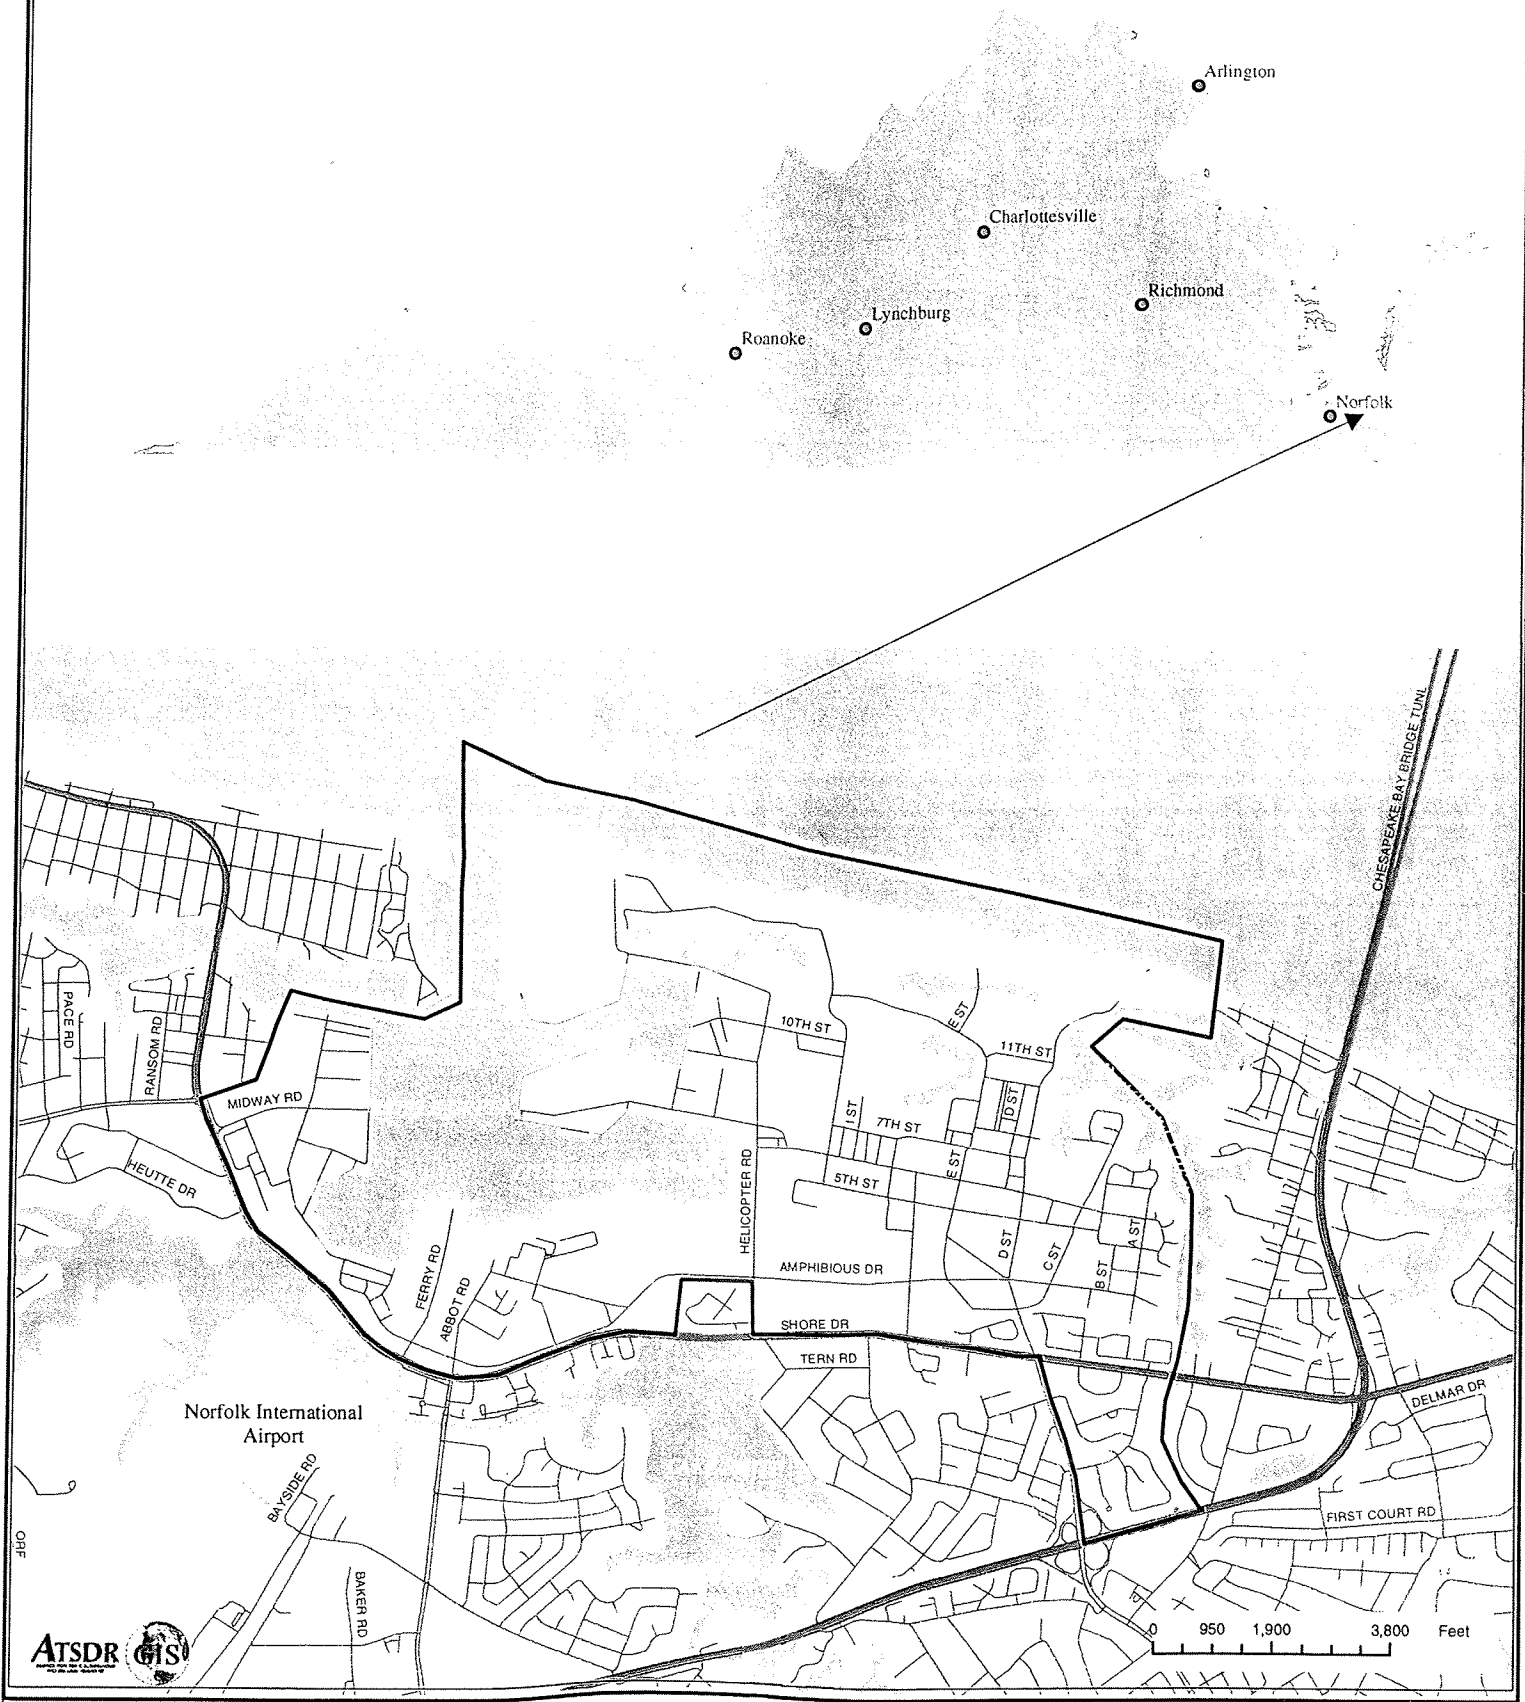 Arlington
Charlottesville
Richmond
Lynchburg
Roanoke
Norfolk
CHESAPEAKE BAY BRIDGE TUNL
PACE RD
RANSOM RD
MIDWAY RD
HEUTTE DR
10TH ST
E ST
11TH ST
D ST
I ST
7TH ST
E ST
5TH ST
HELICOPTER RD
D ST
C ST
B ST
A ST
FERRY RD
ABBOT RD
AMPHIBIOUS DR
SHORE DR
TERN RD
DELMAR DR
Norfolk International
Airport
BAYSIDE RD
FIRST COURT RD
ORF
BAKER RD
ATSDR GIS
0 950 1,900 3,800 Feet